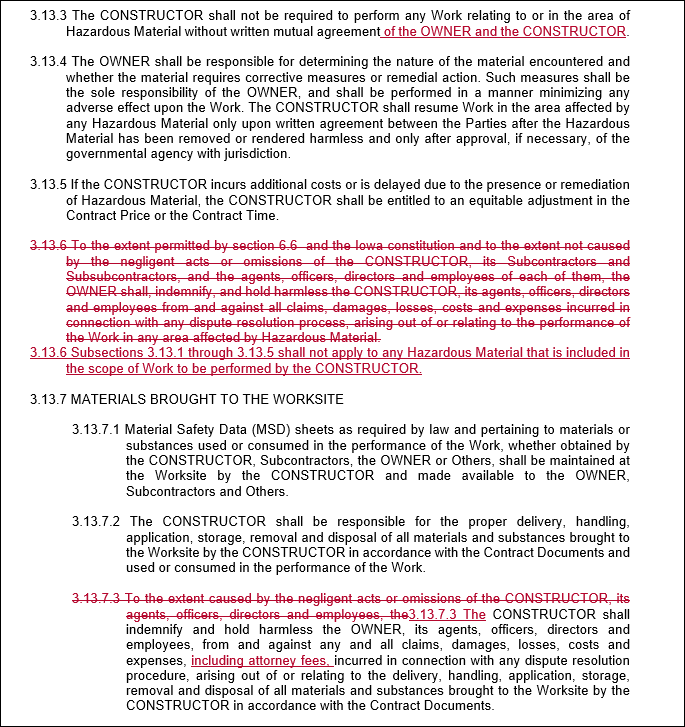 3.13.3 The CONSTRUCTOR shall not be required to perform any Work relating to or in the area of
Hazardous Material without written mutual agreement of the OWNER and the CONSTRUCTOR.
3.13.4 The OWNER shall be responsible for determining the nature of the material encountered and
whether the material requires corrective measures or remedial action. Such measures shall be
the sole responsibility of the OWNER, and shall be performed in a manner minimizing any
adverse effect upon the Work. The CONSTRUCTOR shall resume Work in the area affected by
any Hazardous Material only upon written agreement between the Parties after the Hazardous
Material has been removed or rendered harmless and only after approval, if necessary, of the
governmental agency with jurisdiction.
3.13.5 If the CONSTRUCTOR incurs additional costs or is delayed due to the presence or remediation
of Hazardous Material, the CONSTRUCTOR shall be entitled to an equitable adjustment in the
Contract Price or the Contract Time.
3.13.6 To the extent permitted by section 6.6 and the Iowa constitution and to the extent not caused
by the negligent acts or omissions of the CONSTRUCTOR, its Subcontractors and
Subsubcontractors, and the agents, officers, directors and employees of each of them, the
OWNER shall, indemnify, and hold harmless the CONSTRUCTOR, its agents, officers, directors
and employees from and against all claims, damages, losses, costs and expenses incurred in
connection with any dispute resolution process, arising out of or relating to the performance of
the Work in any area affected by Hazardous Material.
3.13.6 Subsections 3.13.1 through 3.13.5 shall not apply to any Hazardous Material that is included in
the scope of Work to be performed by the CONSTRUCTOR.
3.13.7 MATERIALS BROUGHT TO THE WORKSITE
3.13.7.1 Material Safety Data (MSD) sheets as required by law and pertaining to materials or
substances used or consumed in the performance of the Work, whether obtained by
the CONSTRUCTOR, Subcontractors, the OWNER or Others, shall be maintained at
the Worksite by the CONSTRUCTOR and made available to the OWNER,
Subcontractors and Others.
3.13.7.2 The CONSTRUCTOR shall be responsible for the proper delivery, handling,
application, storage, removal and disposal of all materials and substances brought to
the Worksite by the CONSTRUCTOR in accordance with the Contract Documents and
used or consumed in the performance of the Work.
3.13.7.3 To the extent caused by the negligent acts or omissions of the CONSTRUCTOR, its
agents, officers, directors and employees, the3.13.7.3 The CONSTRUCTOR shall
indemnify and hold harmless the OWNER, its agents, officers, directors and
employees, from and against any and all claims, damages, losses, costs and
expenses, including attorney fees, incurred in connection with any dispute resolution
procedure, arising out of or relating to the delivery, handling, application, storage,
removal and disposal of all materials and substances brought to the Worksite by the
CONSTRUCTOR in accordance with the Contract Documents.